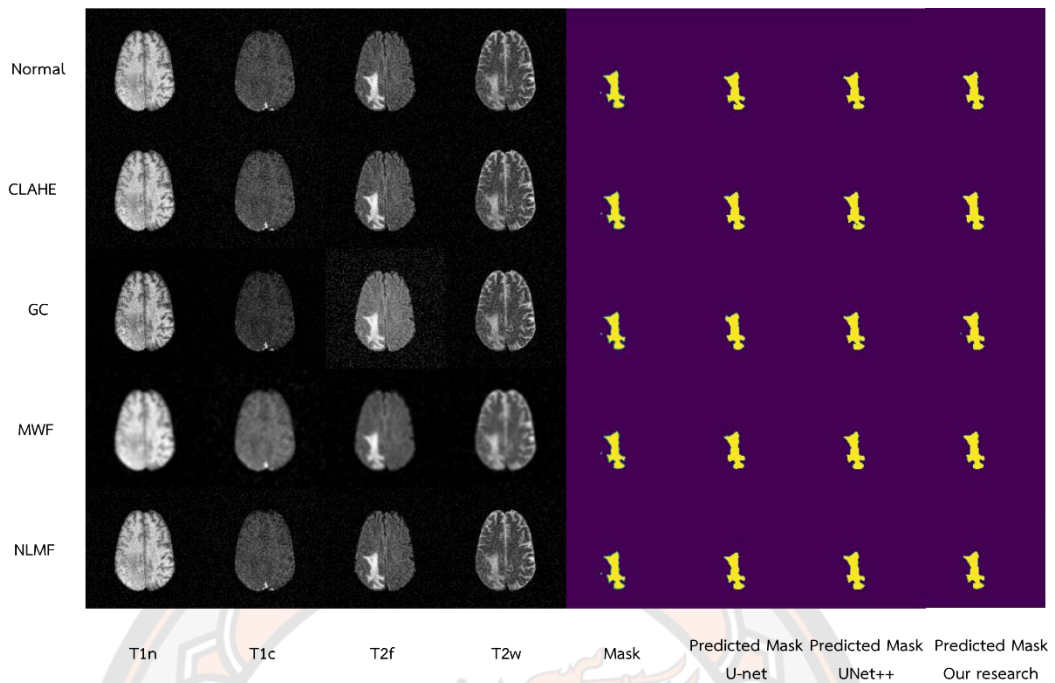 Normal
CLAHE
GC
MWF
NLMF
T1n
T1c
T2f
T2w
Mask
Predicted Mask
U-net
Predicted Mask
UNet++
Predicted Mask
Our research